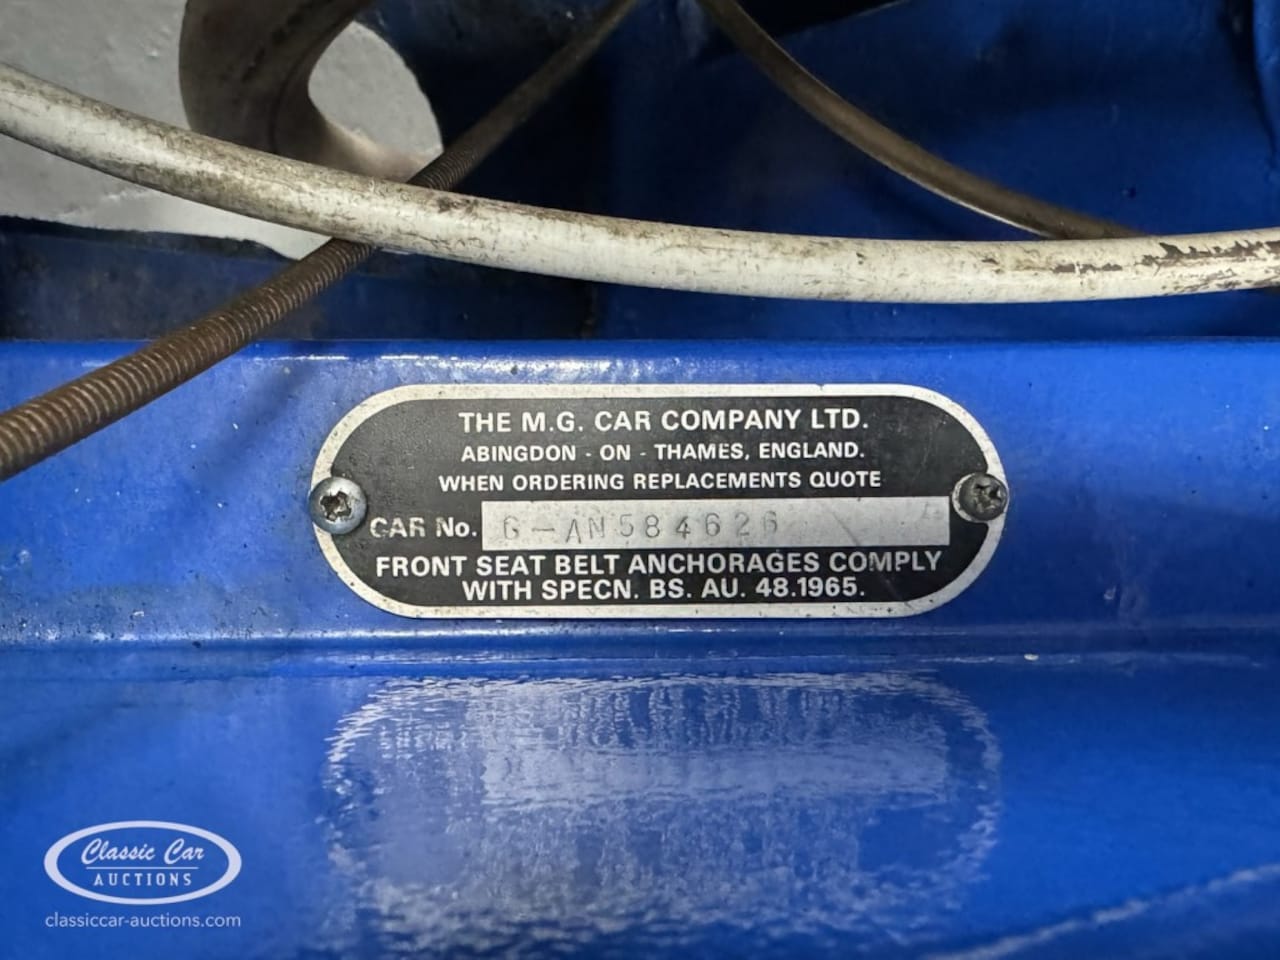 THE M.G. CAR COMPANY LTD.
ABINGDON - ON - THAMES, ENGLAND.
WHEN ORDERING REPLACEMENTS QUOTE
CAR No. G-AN584626
FRONT SEAT BELT ANCHORAGES COMPLY
WITH SPECN. BS. AU. 48.1965.
Classic Car
AUCTIONS
classiccar-auctions.com